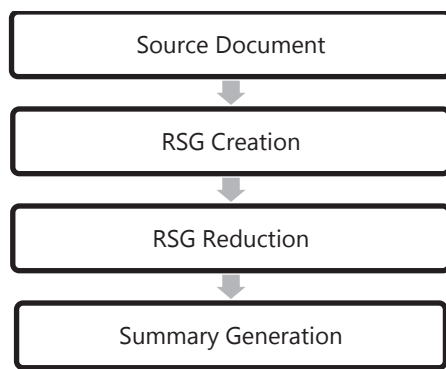 Source Document
RSG Creation
RSG Reduction
Summary Generation